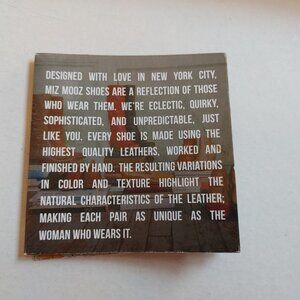 DESIGNED WITH LOVE IN NEW YORK CITY,
MIZ MOOZ SHOES ARE A REFLECTION OF THOSE
WHO WEAR THEM. WE'RE ECLECTIC, QUIRKY,
SOPHISTICATED, AND UNPREDICTABLE, JUST
LIKE YOU. EVERY SHOE IS MADE USING THE
HIGHEST QUALITY LEATHERS, WORKED AND
FINISHED BY HAND. THE RESULTING VARIATIONS
IN COLOR AND TEXTURE HIGHLIGHT THE
NATURAL CHARACTERISTICS OF THE LEATHER;
MAKING EACH PAIR AS UNIQUE AS THE
WOMAN WHO WEARS IT.